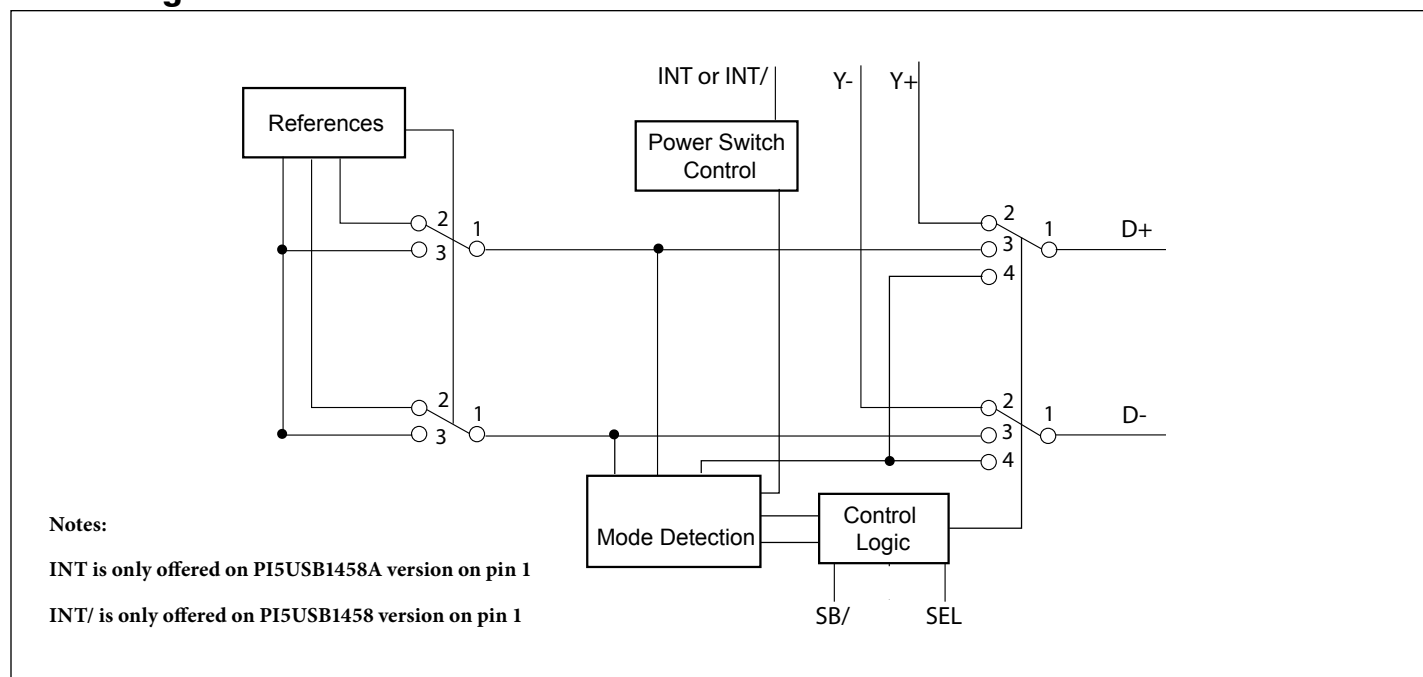 INT or INT/
Y-
Y+
References
Power Switch
Control
2
1
3
2
1
3
4
D+
2
1
3
2
1
3
4
D-
Mode Detection
Control
Logic
SB/
SEL
Notes:
INT is only offered on PI5USB1458A version on pin 1
INT/ is only offered on PI5USB1458 version on pin 1